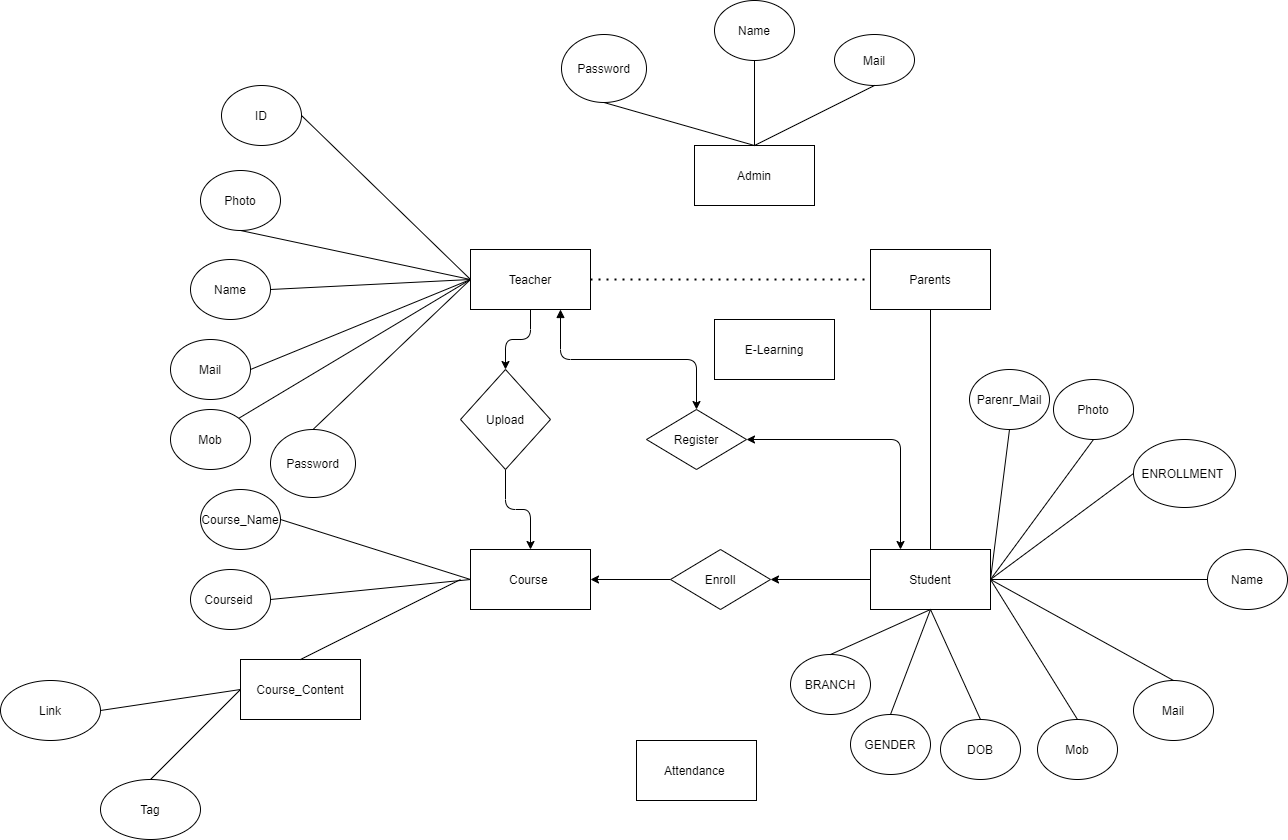 Name
Mail
Password
ID
Admin
Photo
Teacher
Parents
Name
E-Learning
Mail
Parenr_Mail
Photo
Upload
Mob
Register
Password
ENROLLMENT
Course_Name
Course
Enroll
Student
Name
Courseid
BRANCH
Course_Content
Link
Mail
GENDER
DOB
Mob
Attendance
Tag